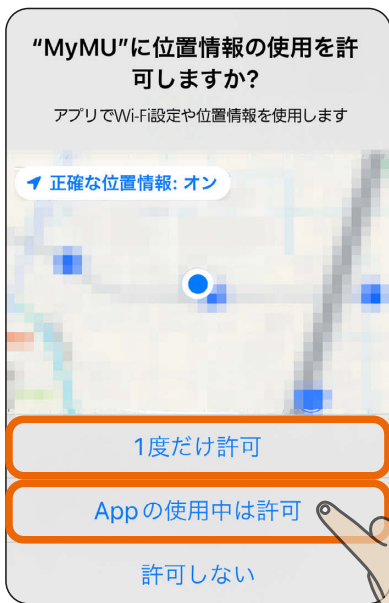 “MyMU”に位置情報の使用を許
可しますか?
アプリでWi-Fi設定や位置情報を使用します
正確な位置情報: オン
1度だけ許可
Appの使用中は許可
許可しない